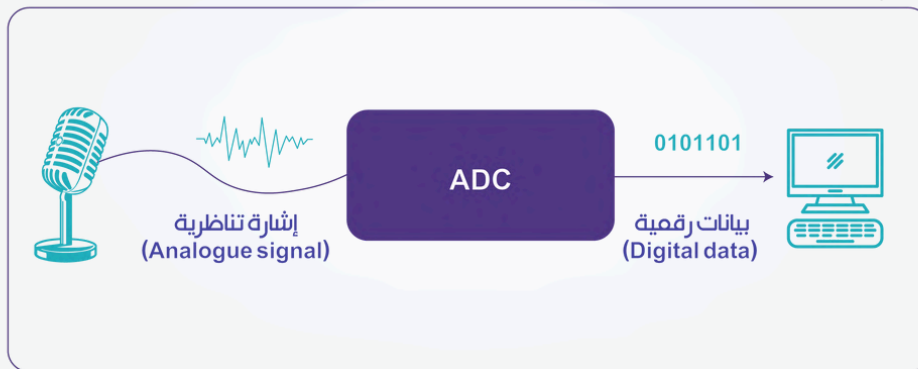 ADC
إشارة تناظرية
(Analogue signal)
0101101
بيانات رقمية
(Digital data)